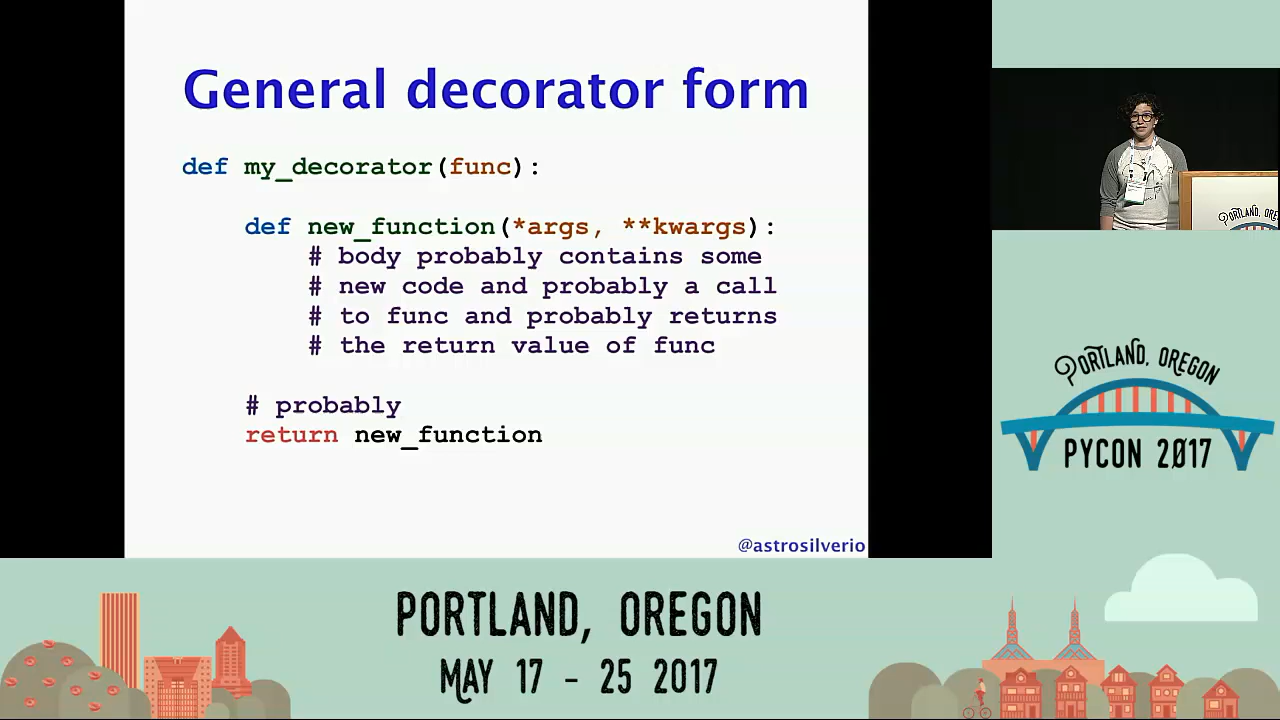 General decorator form
def my_decorator(func):
def new_function(*args, **kwargs):
# body probably contains some
# new code and probably a call
# to func and probably returns
# the return value of func
# probably
return new_function
@astrosilverio
PORTLAND, OREGON
PYCON 2017
PORTLAND, OREGON
MAY 17 - 25 2017